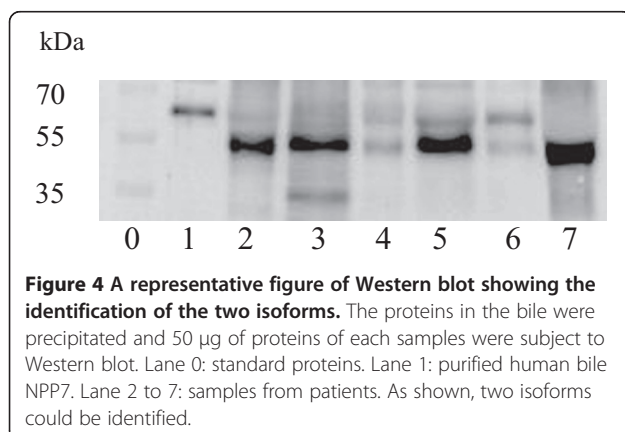 kDa
70
55
35
0 1 2 3 4 5 6 7
Figure 4 A representative figure of Western blot showing the
identification of the two isoforms. The proteins in the bile were
precipitated and 50 μg of proteins of each samples were subject to
Western blot. Lane 0: standard proteins. Lane 1: purified human bile
NPP7. Lane 2 to 7: samples from patients. As shown, two isoforms
could be identified.